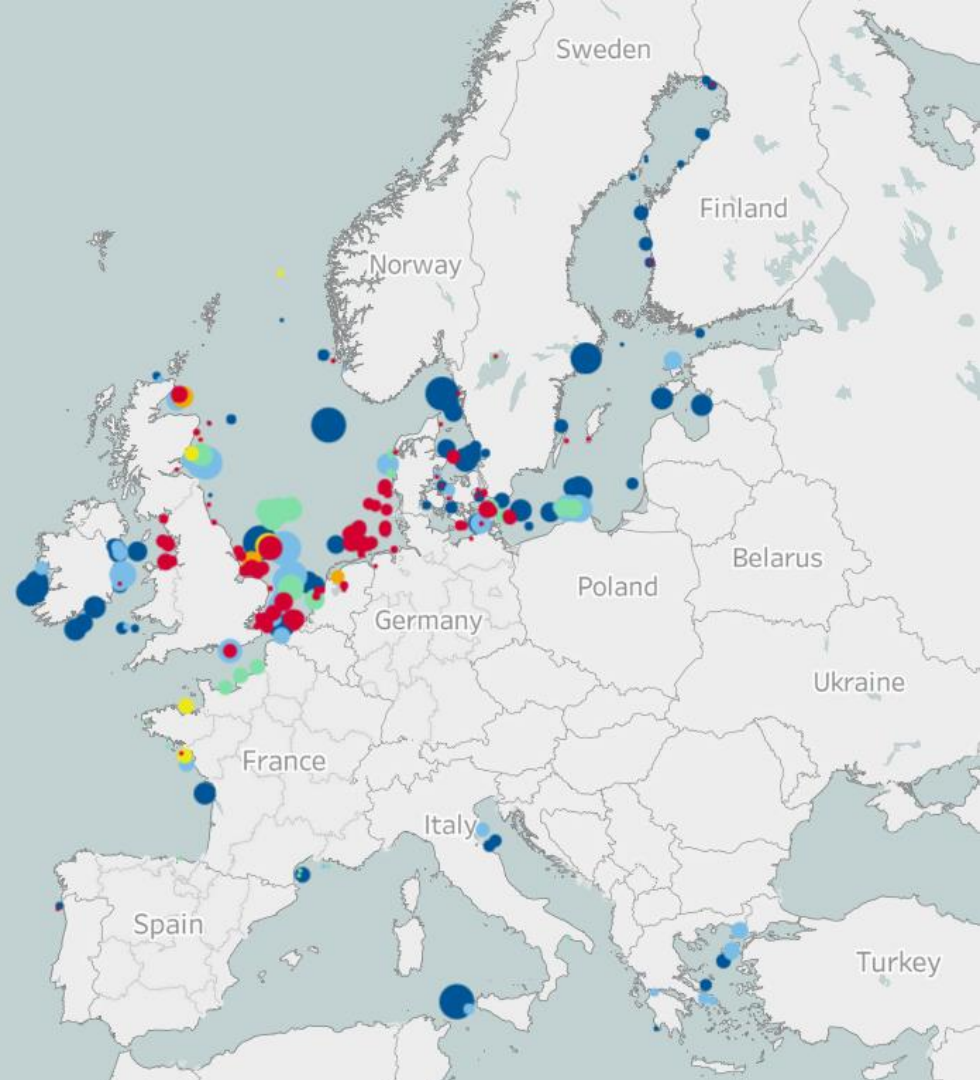 Sweden
Finland
Norway
Belarus
Poland
Germany
Ukraine
France
Italy
Spain
Turkey